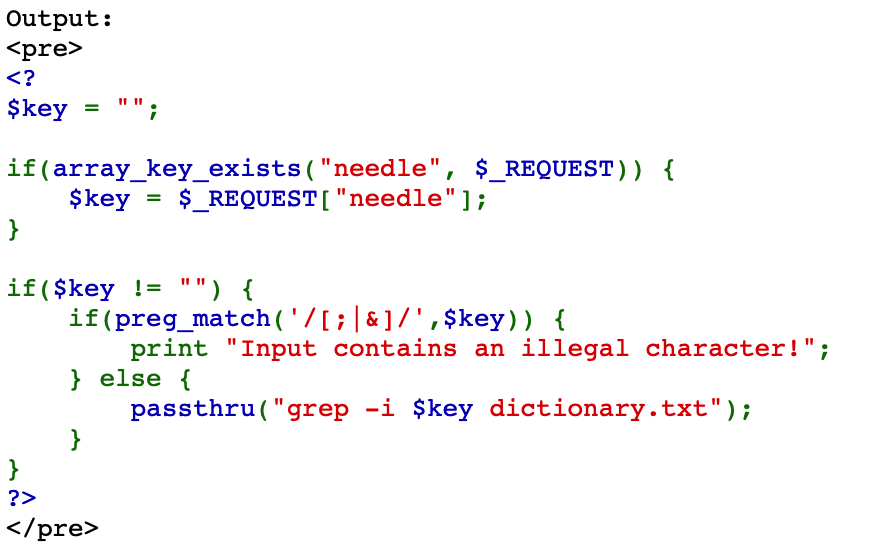 Output:
<pre>
<?
$key = "";

if(array_key_exists("needle", $_REQUEST)) {
    $key = $_REQUEST["needle"];
}

if($key != "") {
    if(preg_match('/[;|&]/',$key)) {
        print "Input contains an illegal character!";
    } else {
        passthru("grep -i $key dictionary.txt");
    }
}
?>
</pre>